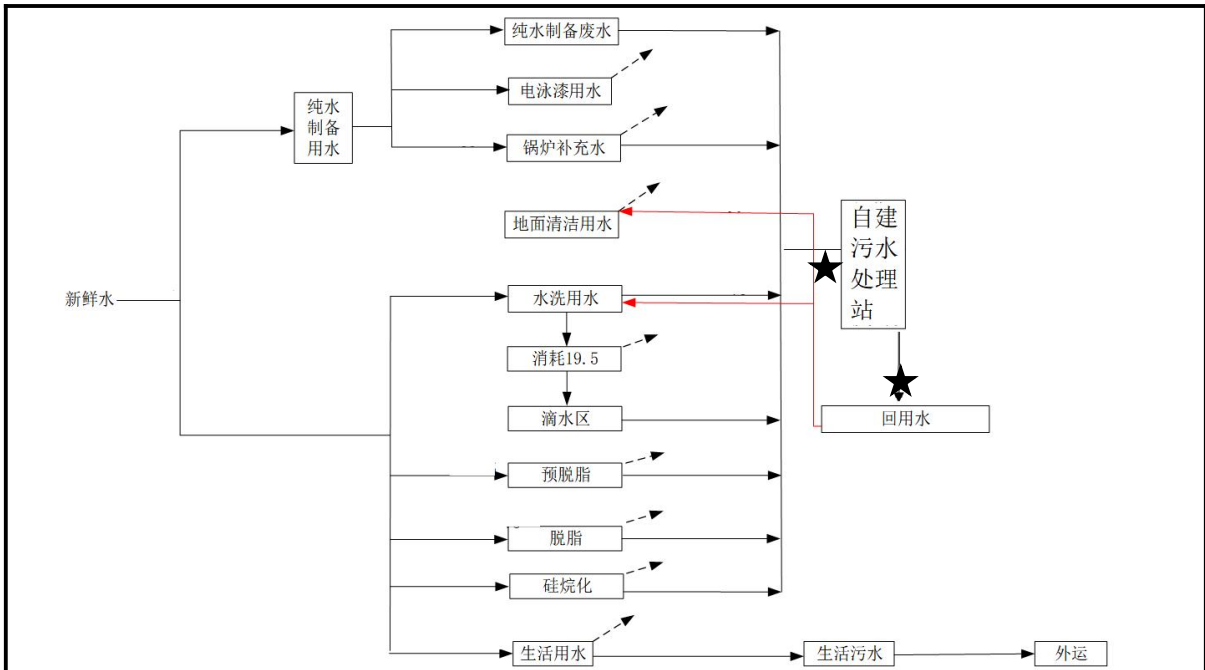 纯水制备废水
电泳漆用水
纯水
制备
用水
锅炉补充水
地面清洁用水
自建
污水
处理
站
新鲜水
水洗用水
消耗19.5
滴水区
回用水
预脱脂
脱脂
硅烷化
生活用水
生活污水
外运